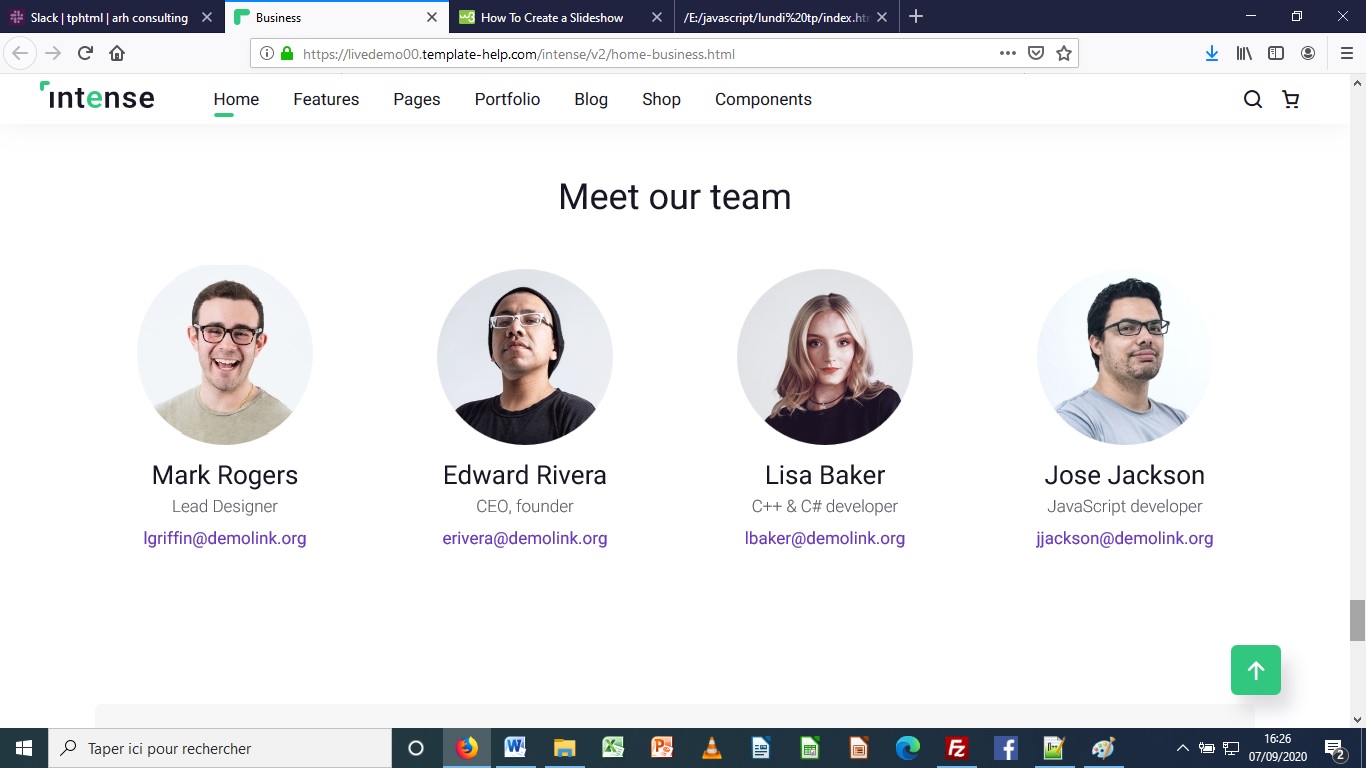 Slack | tphtml | arh consulting
Business
How To Create a Slideshow
/E:/javascript/lundi%20tp/index.ht
https://livedemo00.template-help.com/intense/v2/home-business.html
intense
Home Features Pages Portfolio Blog Shop Components
Meet our team
Mark Rogers
Lead Designer
lgriffin@demolink.org
Edward Rivera
CEO, founder
erivera@demolink.org
Lisa Baker
C++ & C# developer
lbaker@demolink.org
Jose Jackson
JavaScript developer
jjackson@demolink.org
Taper ici pour rechercher
16:26
07/09/2020
2